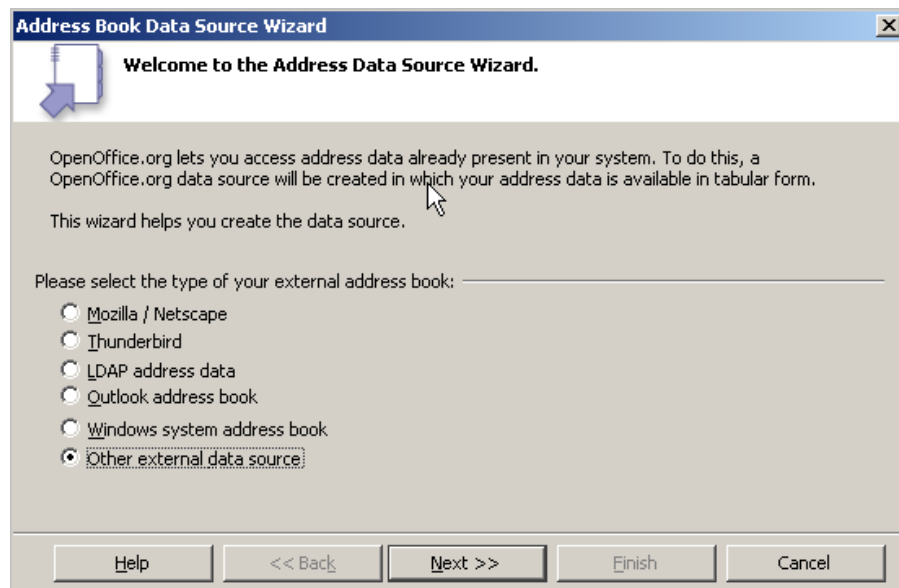 Address Book Data Source Wizard
Welcome to the Address Data Source Wizard.
OpenOffice.org lets you access address data already present in your system. To do this, a
OpenOffice.org data source will be created in which your address data is available in tabular form.
This wizard helps you create the data source.
Please select the type of your external address book:
Mozilla / Netscape
Thunderbird
LDAP address data
Outlook address book
Windows system address book
Other external data source
Help << Back Next >> Finish Cancel